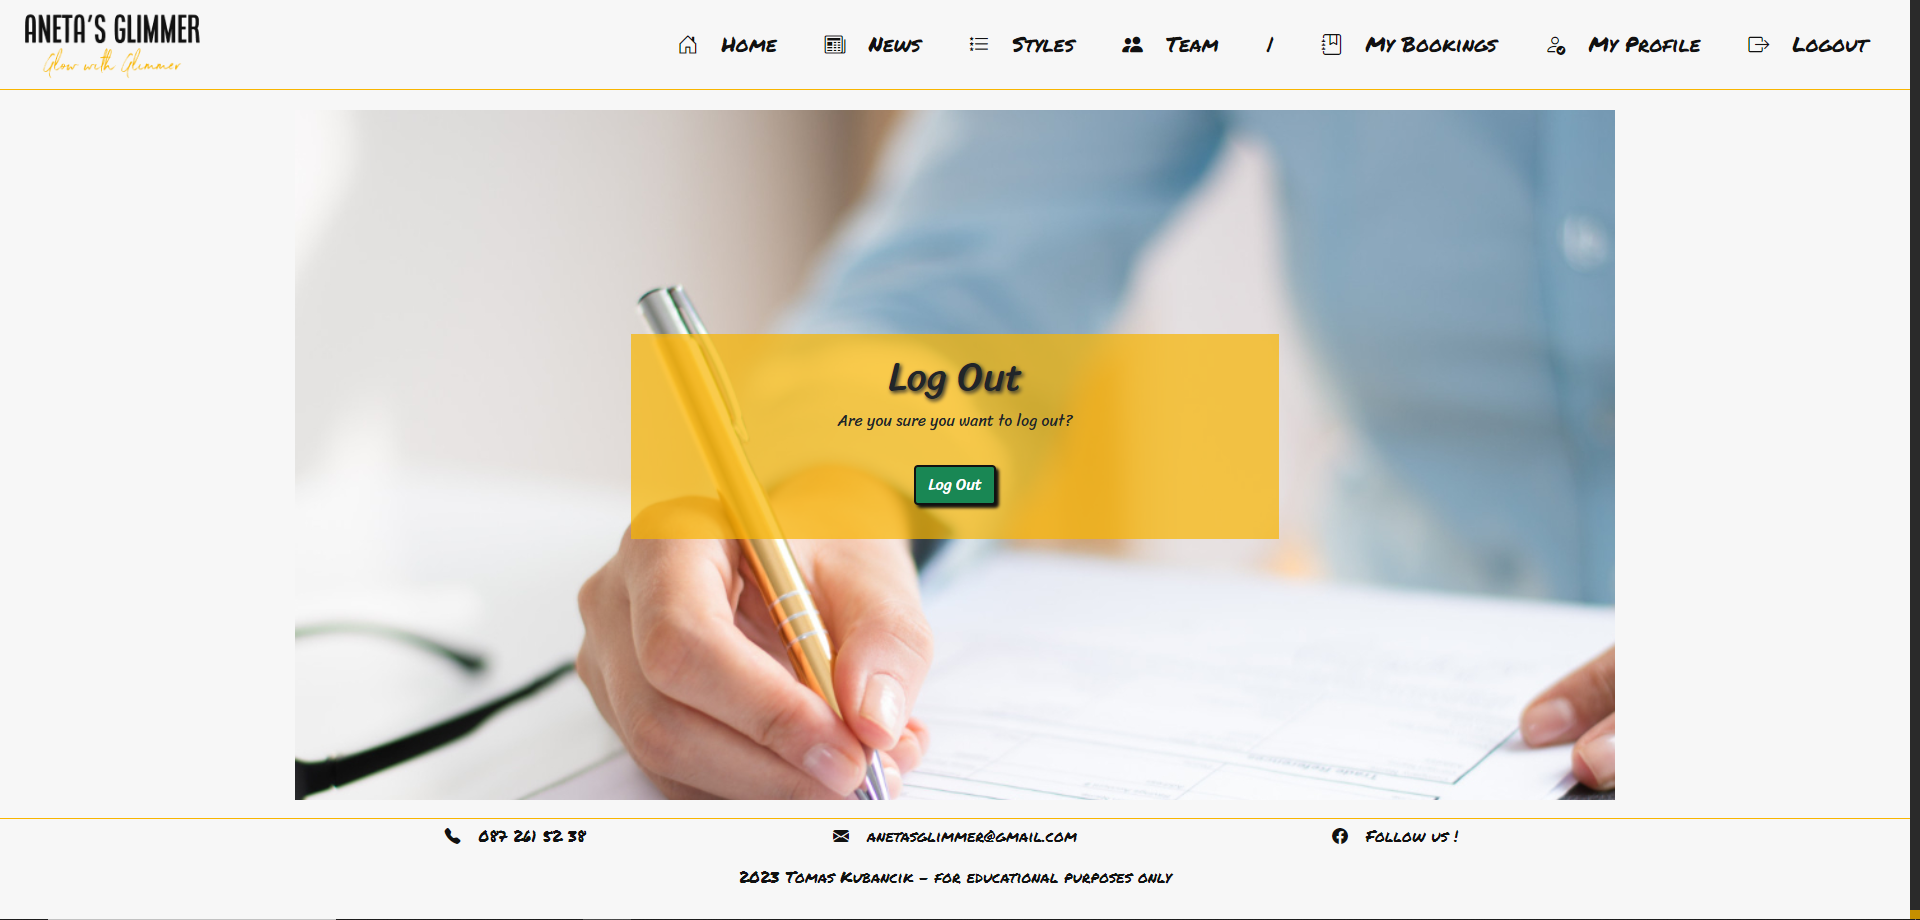 ANETA'S GLIMMER
Glow with Glimmer
Home News Styles Team / My Bookings My Profile Logout
Log Out
Are you sure you want to log out?
Log Out
087 261 52 38 anetasglimmer@gmail.com Follow us !
2023 Tomas Kubancik - for educational purposes only